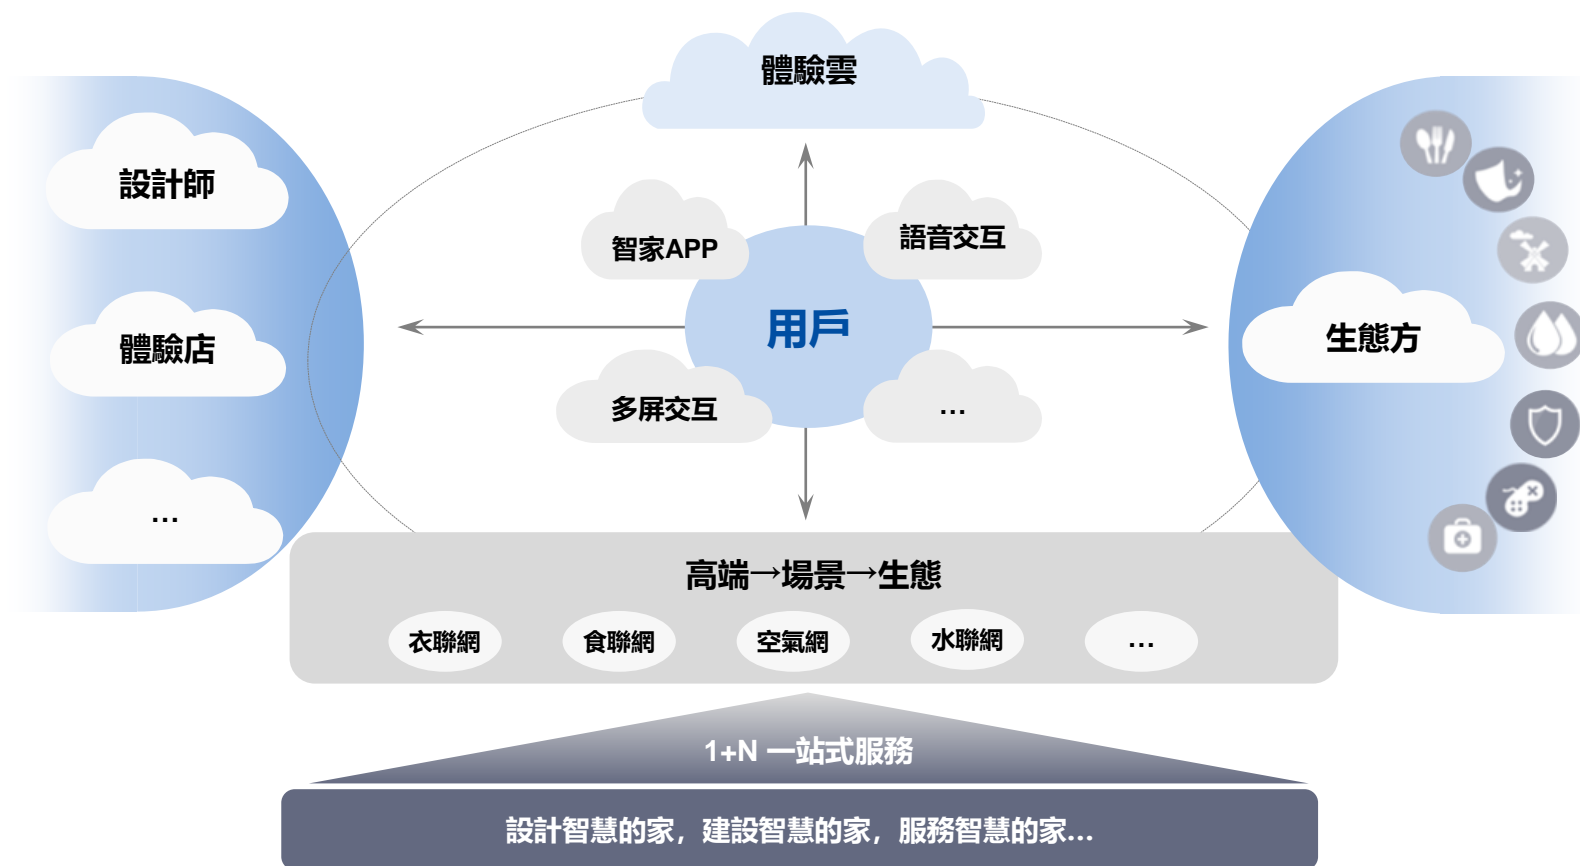 體驗雲
設計師
智家APP
語音交互
用戶
體驗店
生態方
多屏交互
...
...
高端→場景→生態
衣聯網
食聯網
空氣網
水聯網
...
1+N 一站式服務
設計智慧的家，建設智慧的家，服務智慧的家...